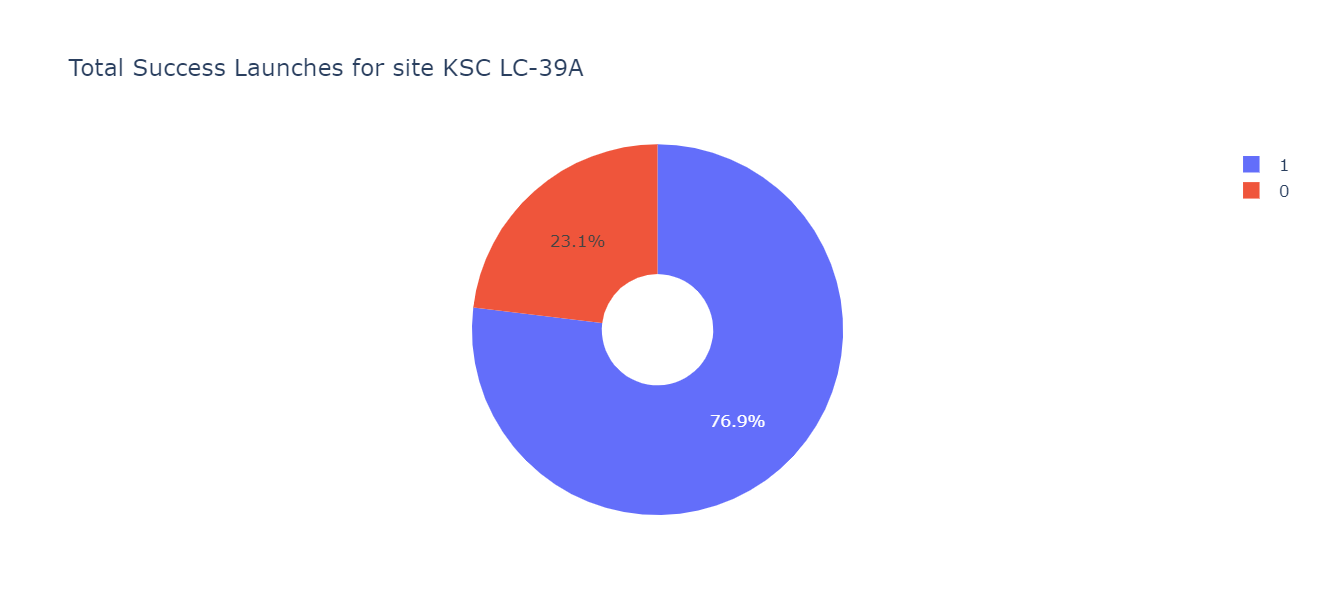 Total Success Launches for site KSC LC-39A
1
0
23.1%
76.9%